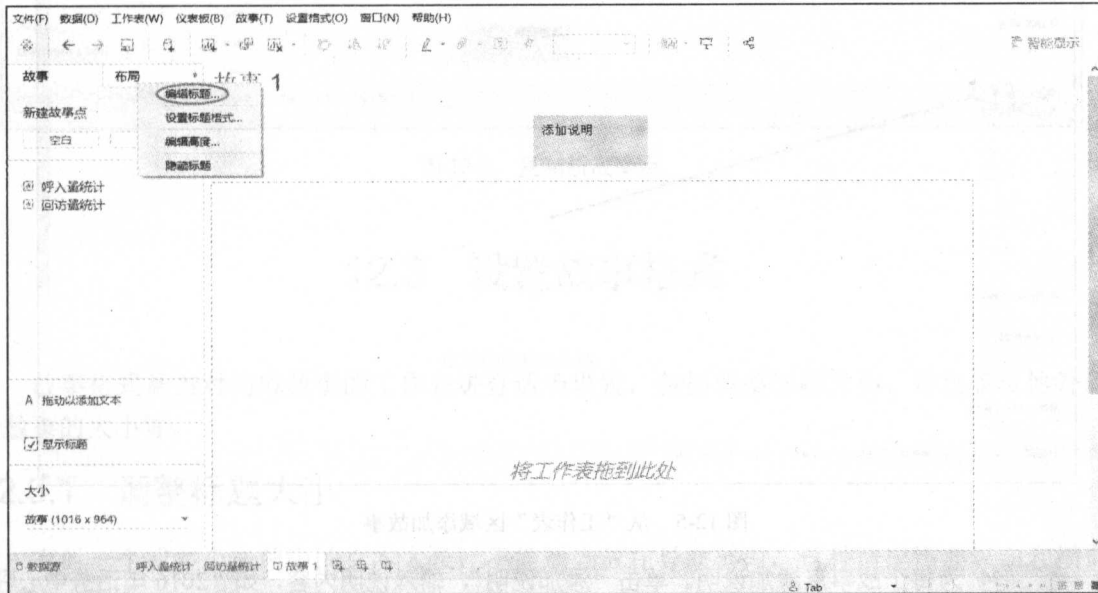 文件(F) 数据(D) 工作表(W) 仪表板(B) 故事(T) 设置格式(O) 窗口(N) 帮助(H)
智能显示
故事 布局
故事 1
编辑标题...
设置标题格式...
编辑高度...
隐藏标题
新建故事点
空白
添加说明
呼入量统计
回访量统计
A 拖动以添加文本
显示标题
将工作表拖到此处
大小
故事 (1016 x 964)
数据源 呼入量统计 回访量统计 故事 1
Tab